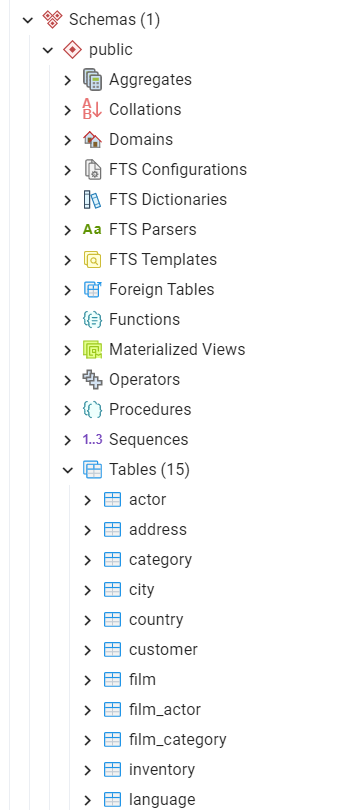 Schemas (1)
public
Aggregates
A
B
Collations
Domains
FTS Configurations
FTS Dictionaries
Aa FTS Parsers
FTS Templates
Foreign Tables
Functions
Materialized Views
Operators
Procedures
1..3 Sequences
Tables (15)
actor
address
category
city
country
customer
film
film_actor
film_category
inventory
language